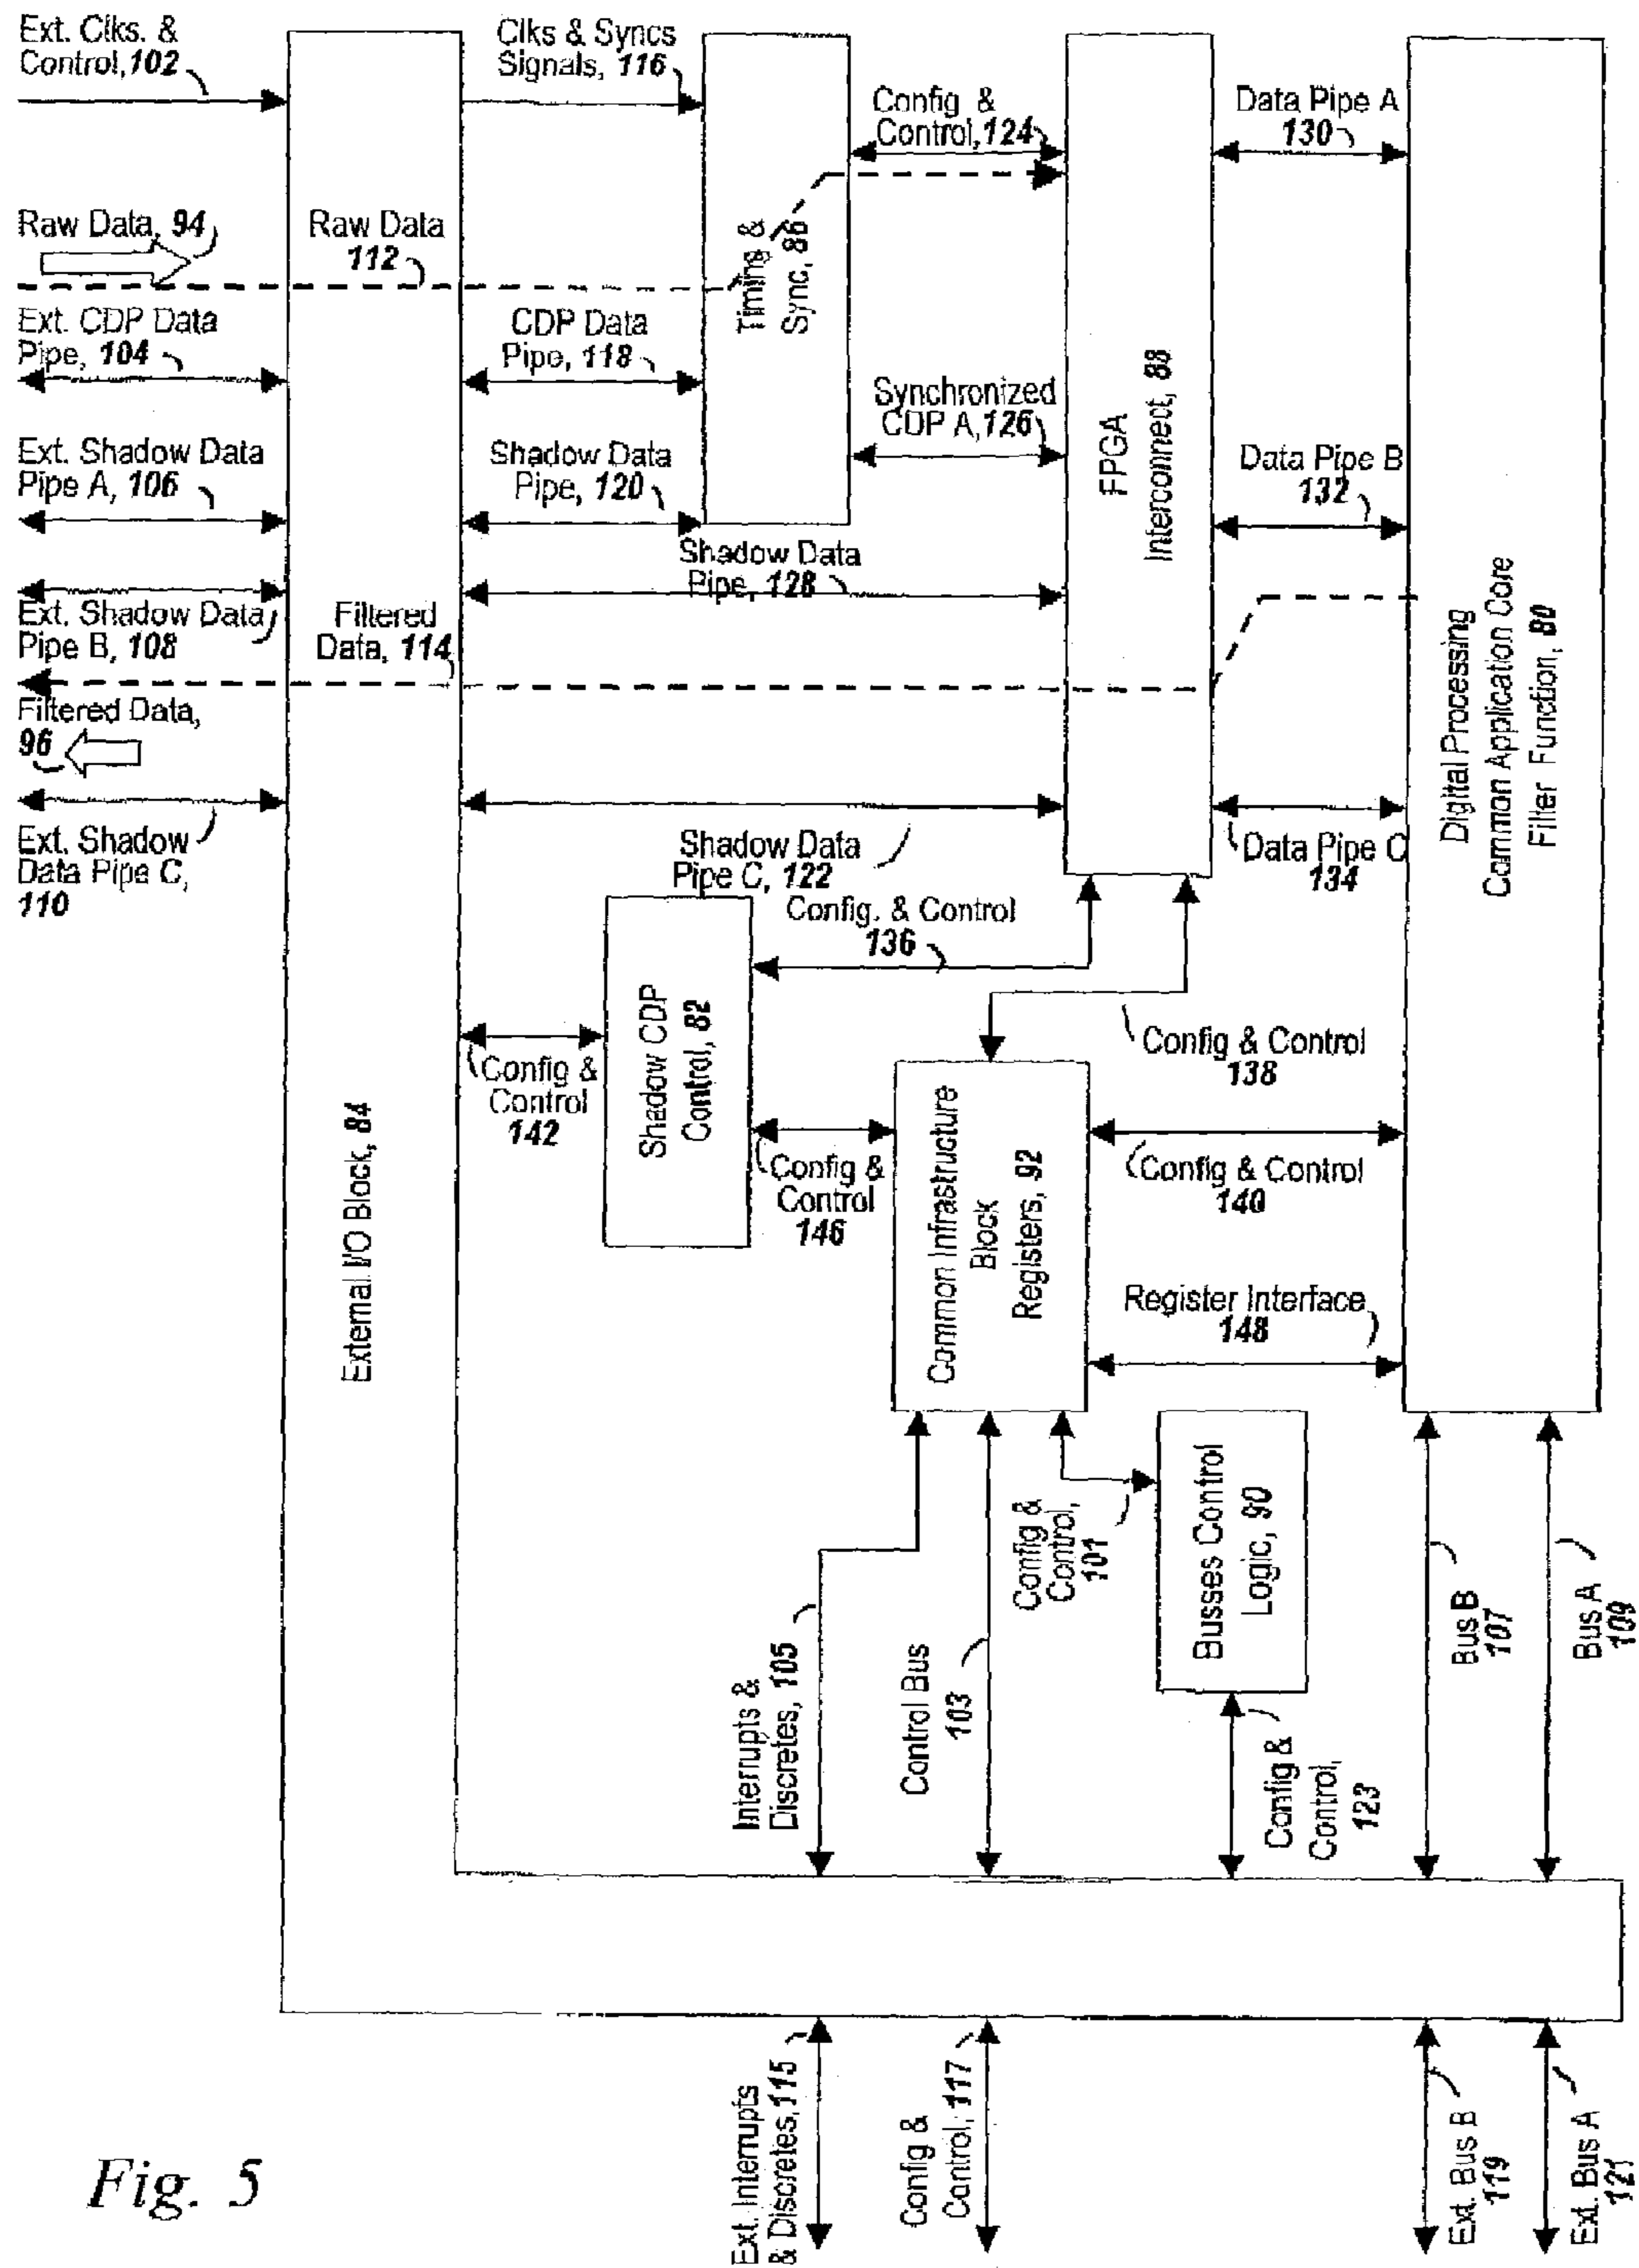 Ext. Clks. &
Control, 102
Clks & Syncs
Signals, 116
Config &
Control, 124
Data Pipe A
130
Raw Data, 94
Raw Data
112
Timing &
Sync, 86
Ext. CDP Data
Pipe, 104
CDP Data
Pipe, 118
Synchronized
CDP A, 126
FPGA
Interconnect, 88
Ext. Shadow Data
Pipe A, 106
Shadow Data
Pipe, 120
Data Pipe B
132
Shadow Data
Pipe, 128
Ext. Shadow Data
Pipe B, 108
Filtered
Data, 114
Digital Processing
Common Application Core
Filter Function, 80
Filtered Data,
96
Ext. Shadow
Data Pipe C,
110
Shadow Data
Pipe C, 122
Data Pipe C
134
Config. & Control
136
Shadow CDP
Control, 82
Config & Control
138
Config &
Control
142
External I/O Block, 84
Config &
Control
146
Common Infrastructure
Block
Registers, 92
Config & Control
140
Register Interface
148
Config &
Control,
101
Busses Control
Logic, 90
Interrupts &
Discretes, 105
Control Bus
103
Config &
Control,
123
Bus B
107
Bus A
109
Ext. Interrupts
& Discretes, 115
Config &
Control, 117
Ext. Bus B
119
Ext. Bus A
121
Fig. 5